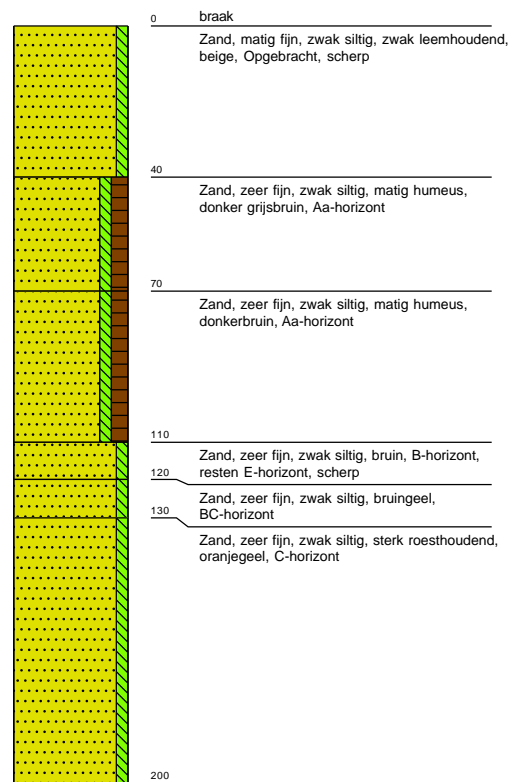 0 braak
Zand, matig fijn, zwak siltig, zwak leemhoudend,
beige, Opgebracht, scherp
40
Zand, zeer fijn, zwak siltig, matig humeus,
donker grijsbruin, Aa-horizont
70
Zand, zeer fijn, zwak siltig, matig humeus,
donkerbruin, Aa-horizont
110
Zand, zeer fijn, zwak siltig, bruin, B-horizont,
resten E-horizont, scherp
120
Zand, zeer fijn, zwak siltig, bruingeel,
BC-horizont
130
Zand, zeer fijn, zwak siltig, sterk roesthoudend,
oranjegeel, C-horizont
200